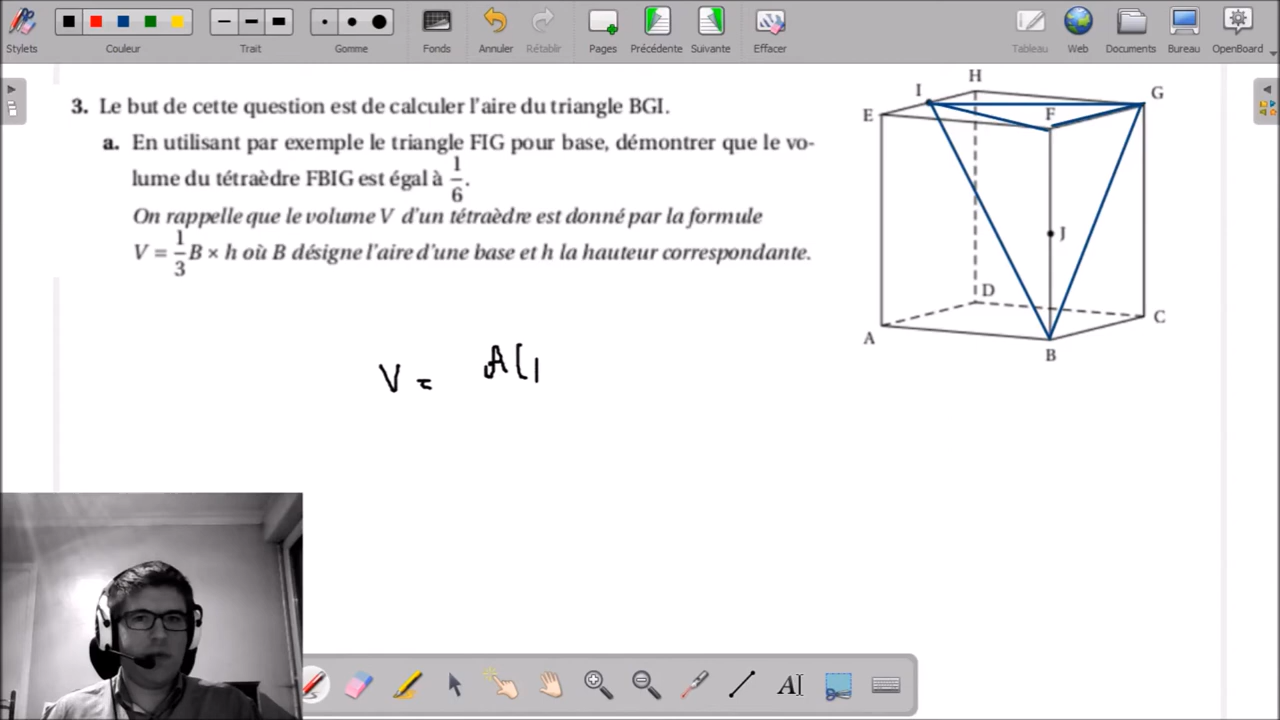 Stylets
Couleur
Trait
Gomme
Fonds
Annuler
Rétablir
Pages
Précédente
Suivante
Effacer
Tableau
Web
Documents
Bureau
OpenBoard
3. Le but de cette question est de calculer l'aire du triangle BGI.
a. En utilisant par exemple le triangle FIG pour base, démontrer que le vo-
lume du tétraèdre FBIG est égal à 1/6.
On rappelle que le volume V d'un tétraèdre est donné par la formule
V = 1/3 B × h où B désigne l'aire d'une base et h la hauteur correspondante.
H
I
G
E
F
J
D
C
A
B
V = A(
AI